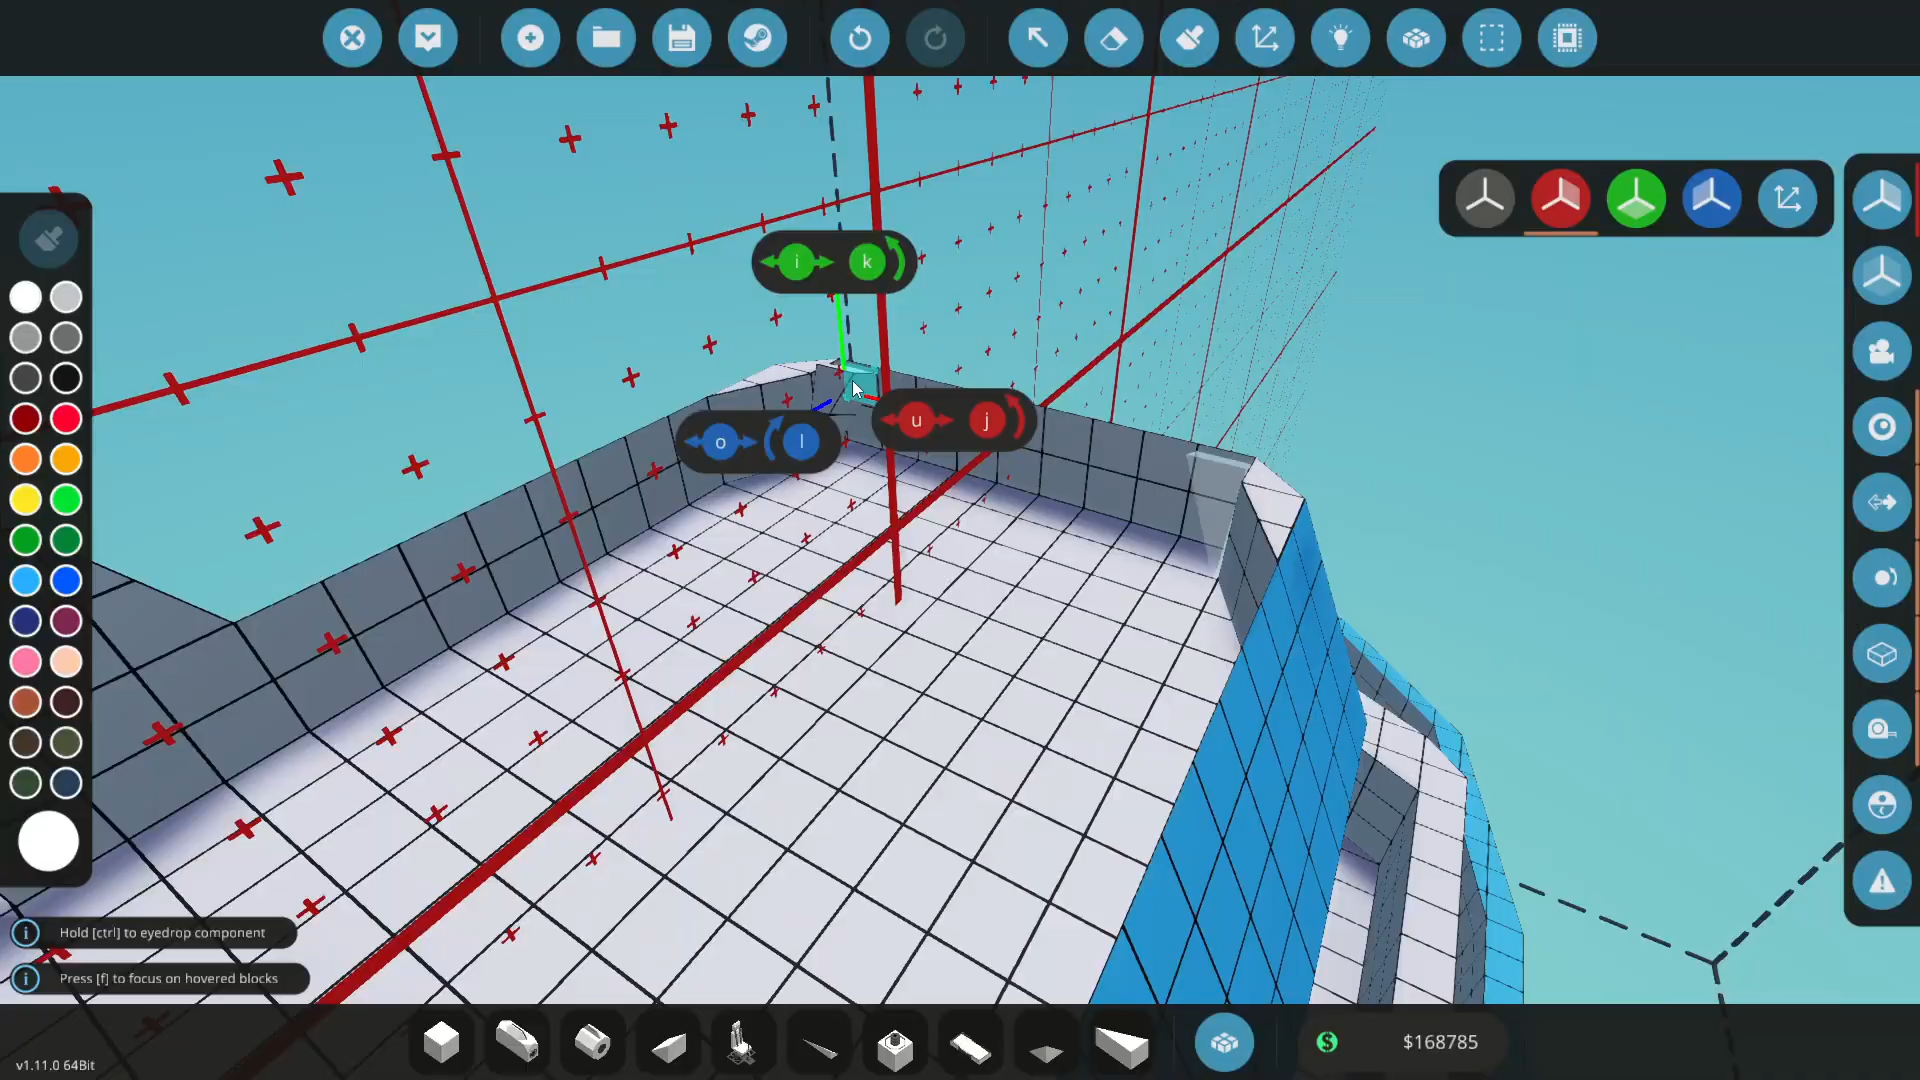 i k
u j
o l
Hold [ctrl] to eyedrop component
Press [f] to focus on hovered blocks
v1.11.0 64Bit
$ $168785